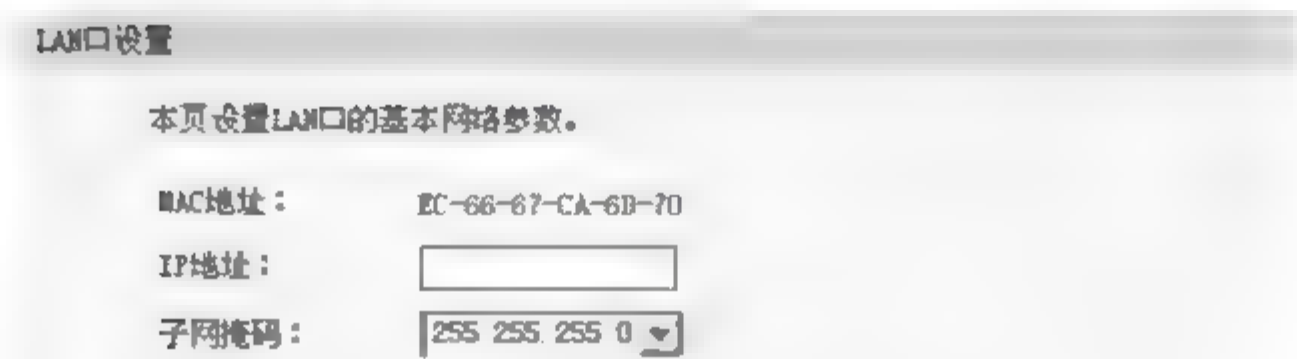 LAN口设置
本页设置LAN口的基本网络参数。
MAC地址： EC-66-67-CA-6D-70
IP地址：
子网掩码： 255.255.255.0